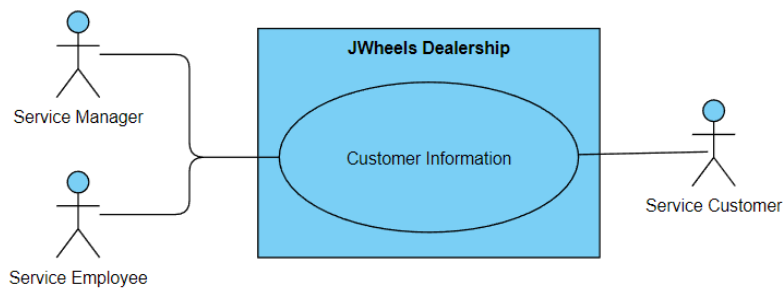 JWheels Dealership
Service Manager
Customer Information
Service Customer
Service Employee